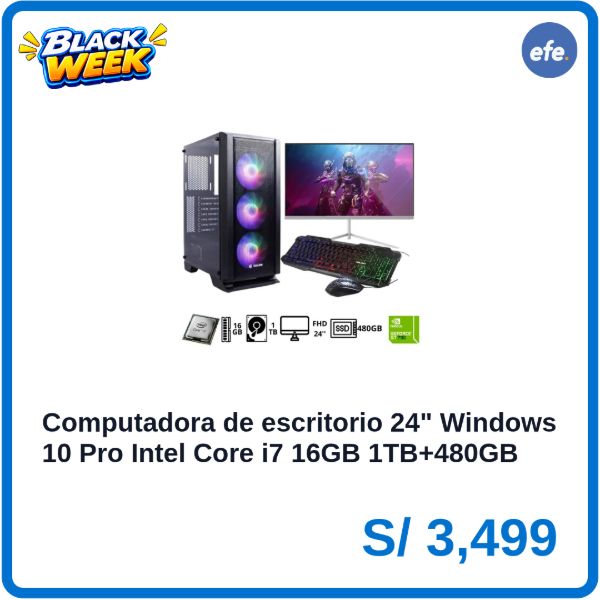 BLACK
WEEK
efe.
16
GB
1
TB
FHD
24"
SSD
480GB
Computadora de escritorio 24" Windows
10 Pro Intel Core i7 16GB 1TB+480GB
S/ 3,499